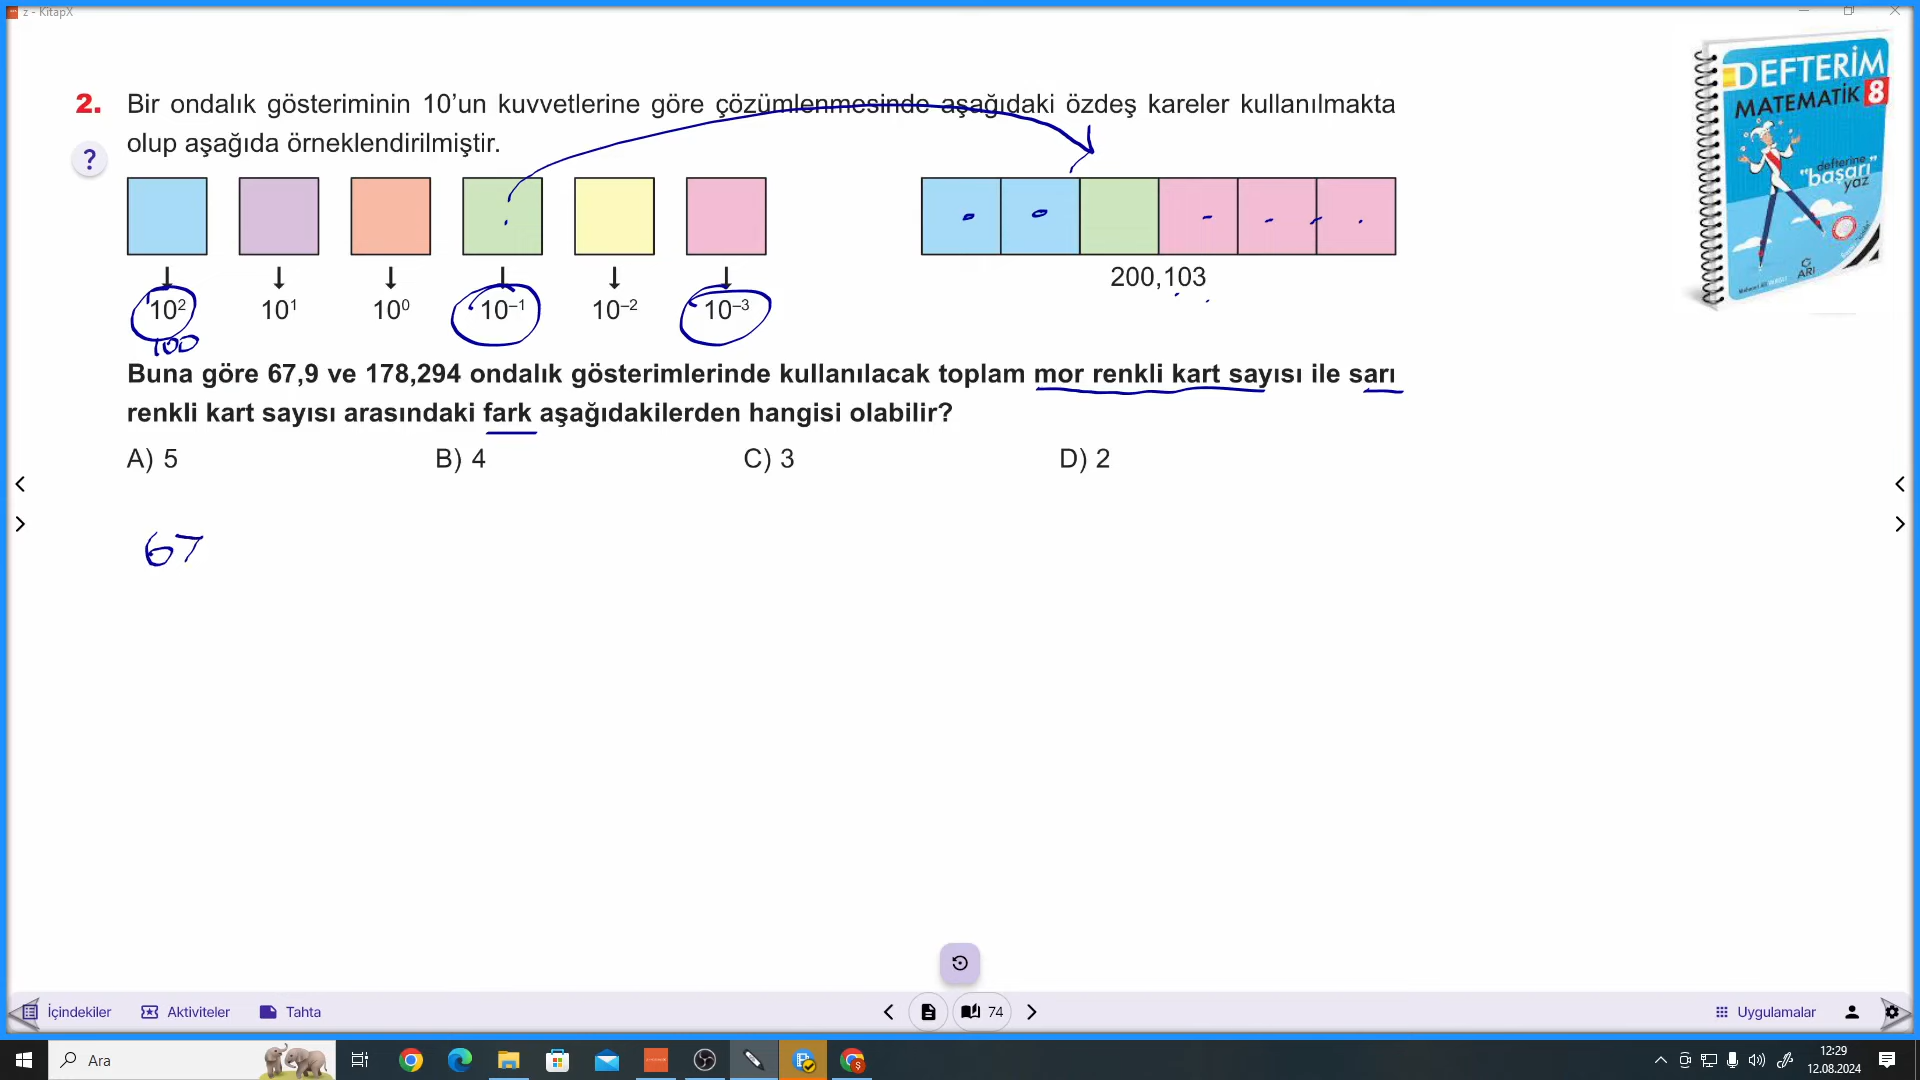 z - KitapX
2. Bir ondalık gösteriminin 10’un kuvvetlerine göre çözümlenmesinde aşağıdaki özdeş kareler kullanılmakta
olup aşağıda örneklendirilmiştir.
?
10² 10¹ 10⁰ 10⁻¹ 10⁻² 10⁻³
200,103
100
Buna göre 67,9 ve 178,294 ondalık gösterimlerinde kullanılacak toplam mor renkli kart sayısı ile sarı
renkli kart sayısı arasındaki fark aşağıdakilerden hangisi olabilir?
A) 5 B) 4 C) 3 D) 2
67
DEFTERİM
MATEMATİK 8
defterine
"başarı"
yaz
ARI
İçindekiler Aktiviteler Tahta 74 Uygulamalar
Ara
12:29
12.08.2024